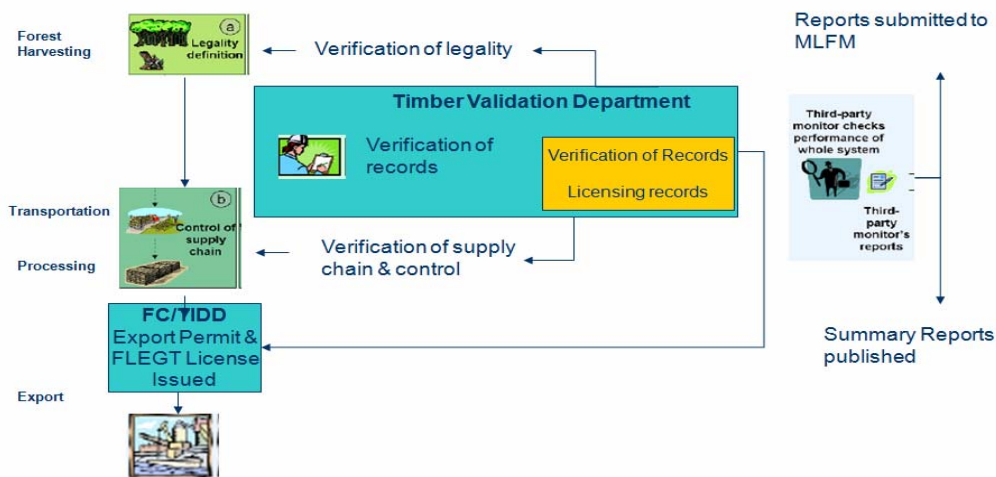 Forest
Harvesting
a
Legality
definition
Verification of legality
Timber Validation Department
Verification of
records
Verification of Records
Licensing records
Transportation
b
Control of
supply
chain
Processing
Verification of supply
chain & control
FC/TIDD
Export Permit &
FLEGT License
Issued
Export
Reports submitted to
MLFM
Third-party
monitor checks
performance of
whole system
Third-
party
monitor's
reports
Summary Reports
published